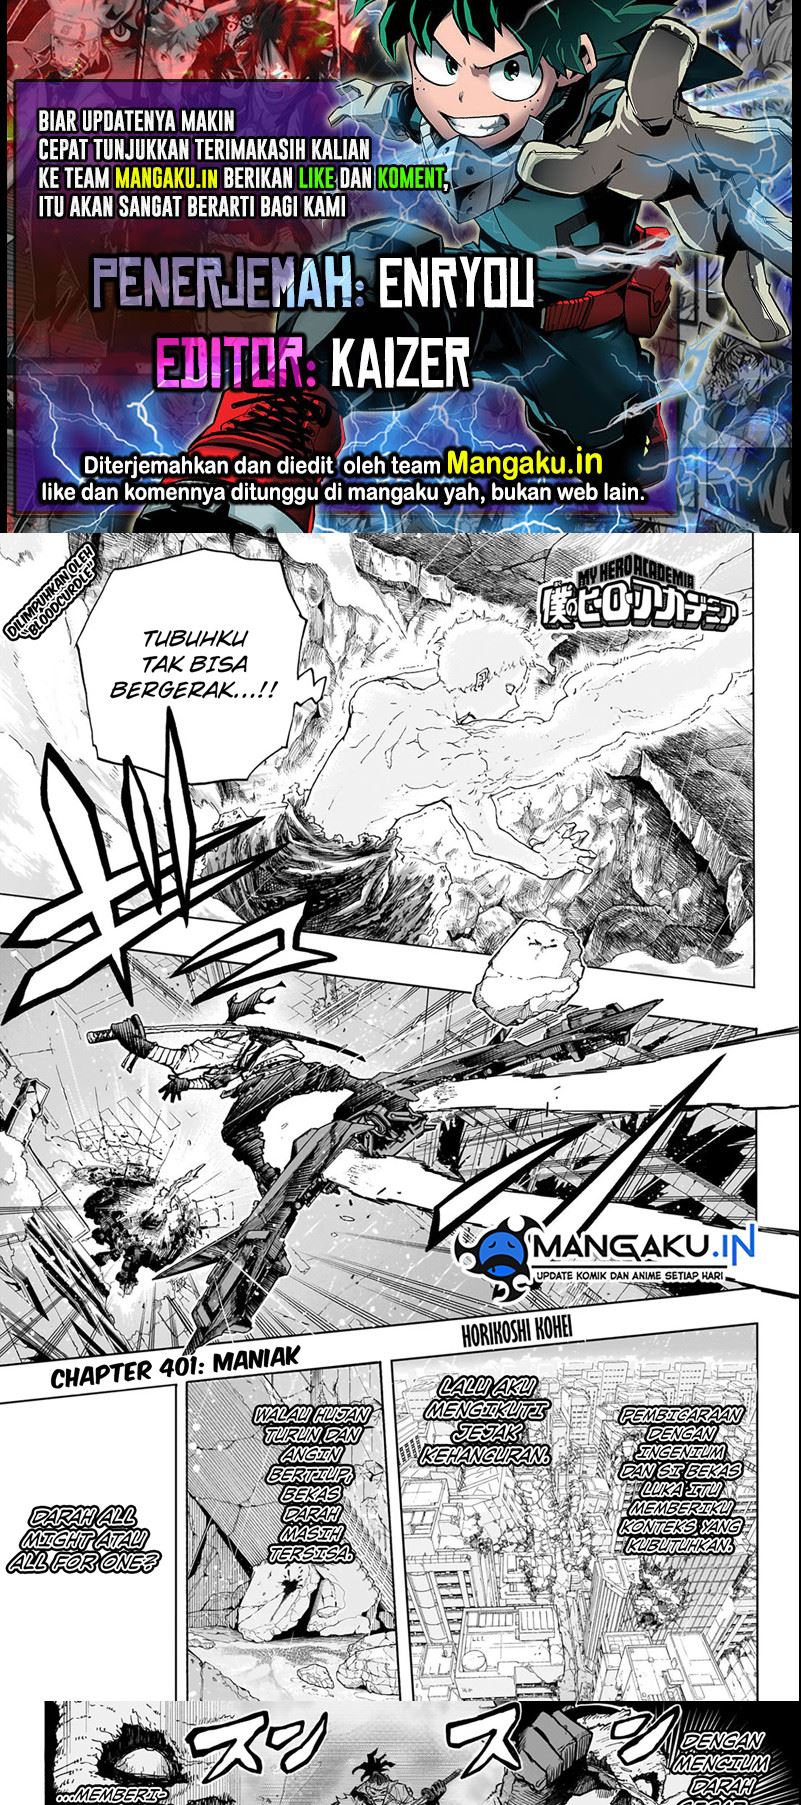 BIAR UPDATENYA MAKIN
CEPAT TUNJUKKAN TERIMAKASIH KALIAN
KE TEAM MANGAKU.IN BERIKAN LIKE DAN KOMENT,
ITU AKAN SANGAT BERARTI BAGI KAMI
PENERJEMAH: ENRYOU
EDITOR: KAIZER
Diterjemahkan dan diedit oleh team Mangaku.in
like dan komennya ditunggu di mangaku yah, bukan web lain.
MY HERO ACADEMIA
僕のヒーローアカデミア
DILUMPUHKAN OLEH
"BLOODCURDLE"
TUBUHKU
TAK BISA
BERGERAK...!!
MANGAKU.IN
UPDATE KOMIK DAN ANIME SETIAP HARI
HORIKOSHI KOHEI
CHAPTER 401: MANIAK
PEMBICARAAN
DENGAN
INGENIUM
DAN SI BEKAS
LUKA ITU
MEMBERIKU
KONTEKS YANG
KUBUTUHKAN.
LALU AKU
MENGIKUTI
JEJAK
KEHANCURAN.
WALAU HUJAN
TURUN DAN
ANGIN
BERTIUP,
BEKAS
DARAH
MASIH
TERSISA.
DARAH ALL
MIGHT ATAU
ALL FOR ONE?
DENGAN
MENCIUM
DARAH
スン
スン
...MEMBERI-